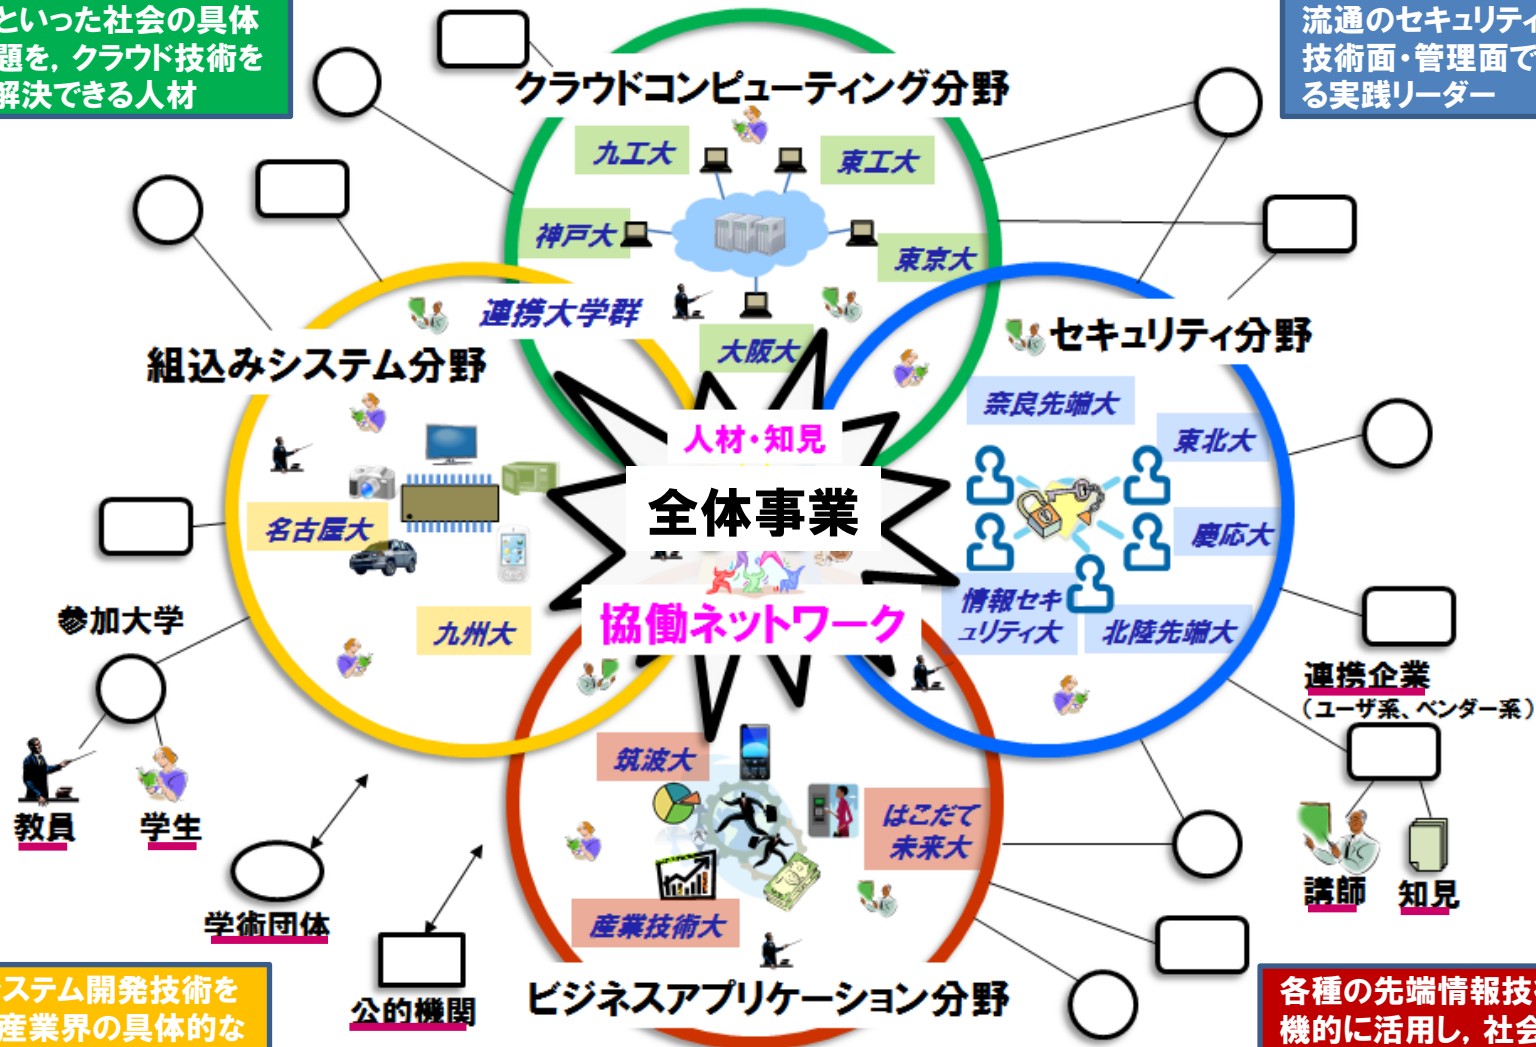 といった社会の具体
題を，クラウド技術を
解決できる人材
流通のセキュリティ
技術面・管理面で
る実践リーダー
クラウドコンピューティング分野
九工大
東工大
神戸大
東京大
連携大学群
大阪大
組込みシステム分野
セキュリティ分野
奈良先端大
人材・知見
東北大
全体事業
名古屋大
慶応大
情報セキ
ュリティ大
北陸先端大
協働ネットワーク
九州大
参加大学
連携企業
（ユーザ系、ベンダー系）
筑波大
はこだて
未来大
教員
学生
講師
知見
学術団体
産業技術大
公的機関
ビジネスアプリケーション分野
ステム開発技術を
産業界の具体的な
各種の先端情報技
機的に活用し，社会